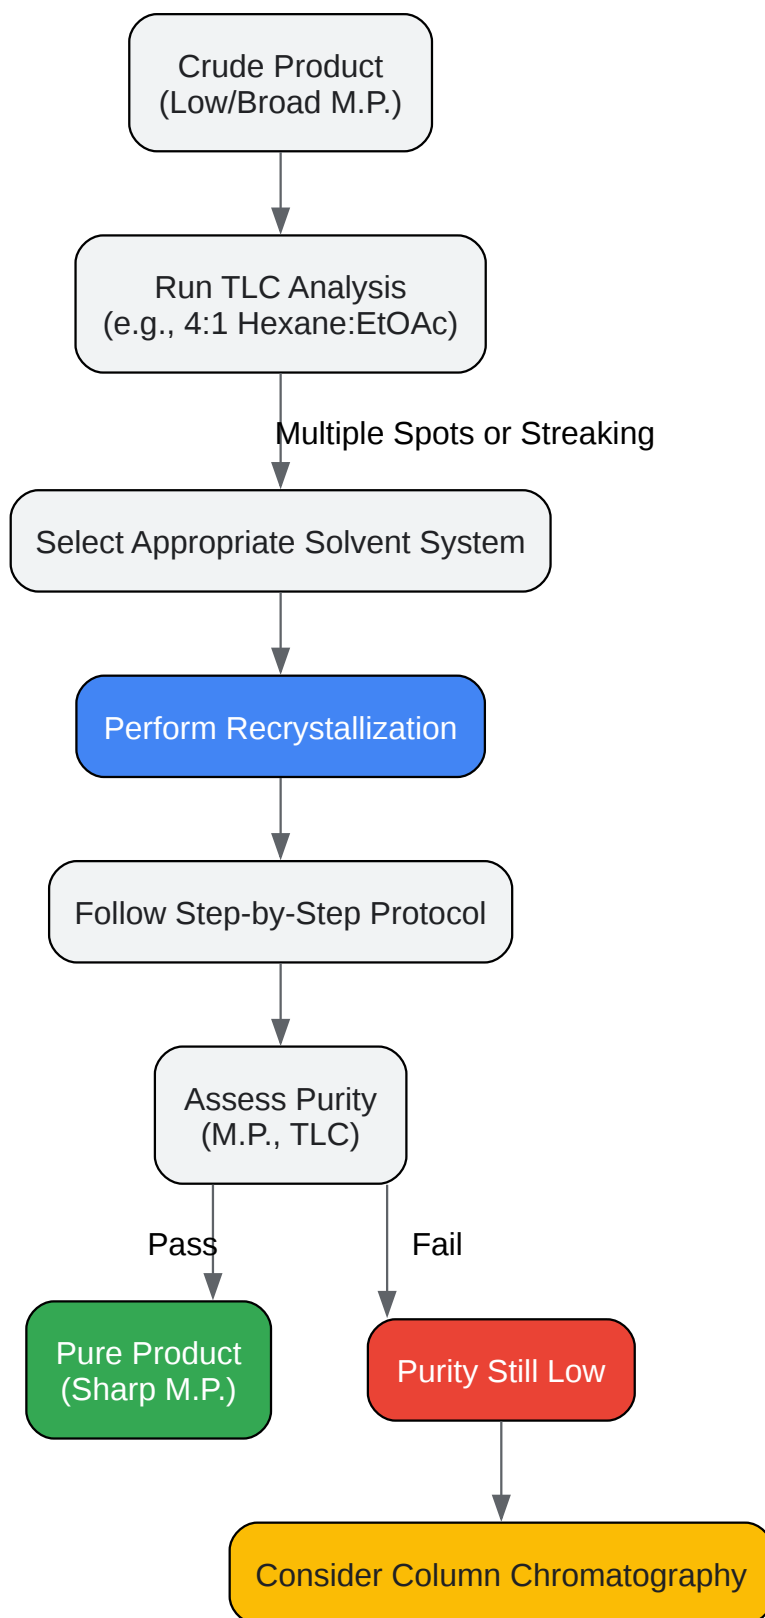 Crude Product
(Low/Broad M.P.)
Run TLC Analysis
(e.g., 4:1 Hexane:EtOAc)
Multiple Spots or Streaking
Select Appropriate Solvent System
Perform Recrystallization
Follow Step-by-Step Protocol
Assess Purity
(M.P., TLC)
Pass
Fail
Pure Product
(Sharp M.P.)
Purity Still Low
Consider Column Chromatography